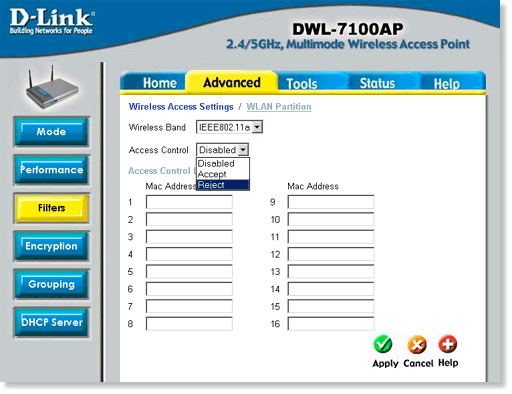 D-Link
Building Networks for People
DWL-7100AP
2.4/5GHz, Multimode Wireless Access Point
Home Advanced Tools Status Help
Mode
Performance
Filters
Encryption
Grouping
DHCP Server
Wireless Access Settings / WLAN Partition
Wireless Band IEEE802.11a
Access Control Disabled
Disabled
Accept
Reject
Access Control
Mac Address Mac Address
1 9
2 10
3 11
4 12
5 13
6 14
7 15
8 16
Apply Cancel Help